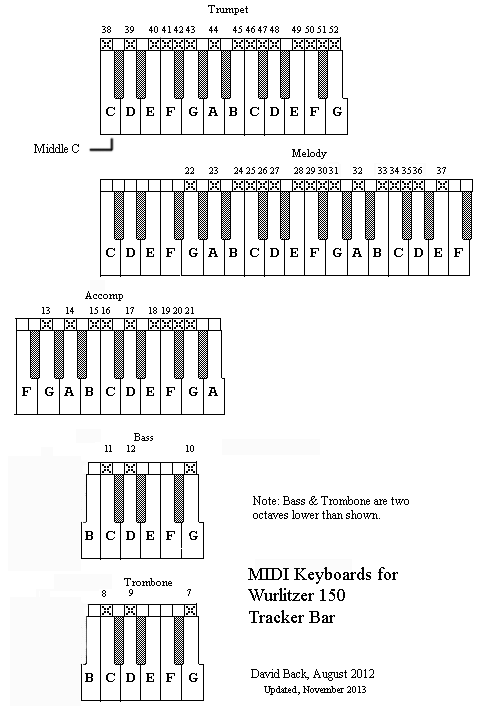 Trumpet
38 39 40 41 42 43 44 45 46 47 48 49 50 51 52
C D E F G A B C D E F G
Middle C
Melody
22 23 24 25 26 27 28 29 30 31 32 33 34 35 36 37
C D E F G A B C D E F G A B C D E F
Accomp
13 14 15 16 17 18 19 20 21
F G A B C D E F G A
Bass
11 12 10
B C D E F G
Note: Bass & Trombone are two
octaves lower than shown.
MIDI Keyboards for
Wurlitzer 150
Tracker Bar
Trombone
8 9 7
B C D E F G
David Back, August 2012
Updated, November 2013